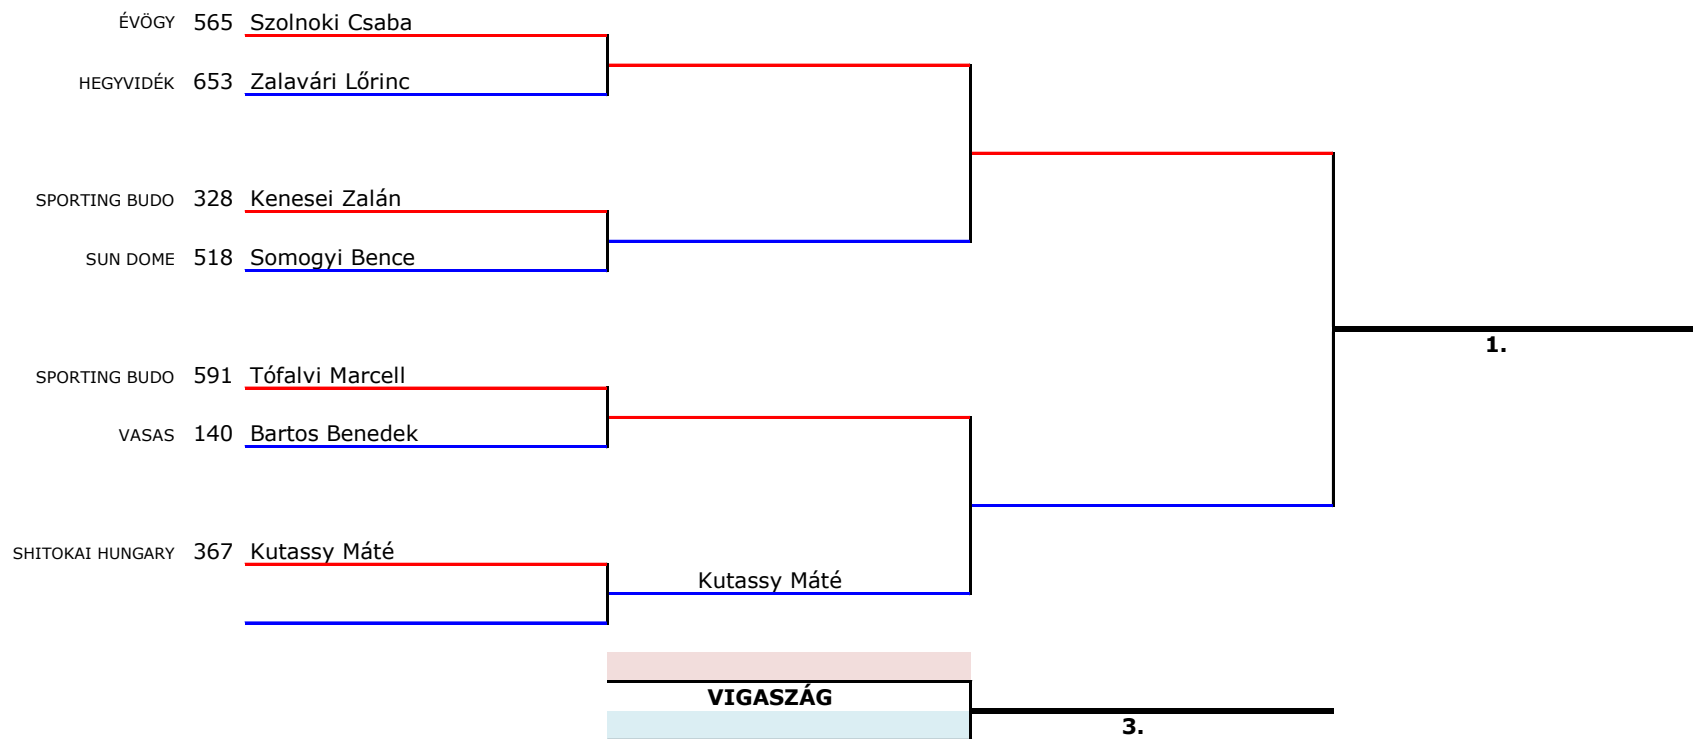 ÉVÖGY 565 Szolnoki Csaba
HEGYVIDÉK 653 Zalavári Lőrinc
SPORTING BUDO 328 Kenesei Zalán
SUN DOME 518 Somogyi Bence
1.
SPORTING BUDO 591 Tófalvi Marcell
VASAS 140 Bartos Benedek
SHITOKAI HUNGARY 367 Kutassy Máté
Kutassy Máté
VIGASZÁG
3.